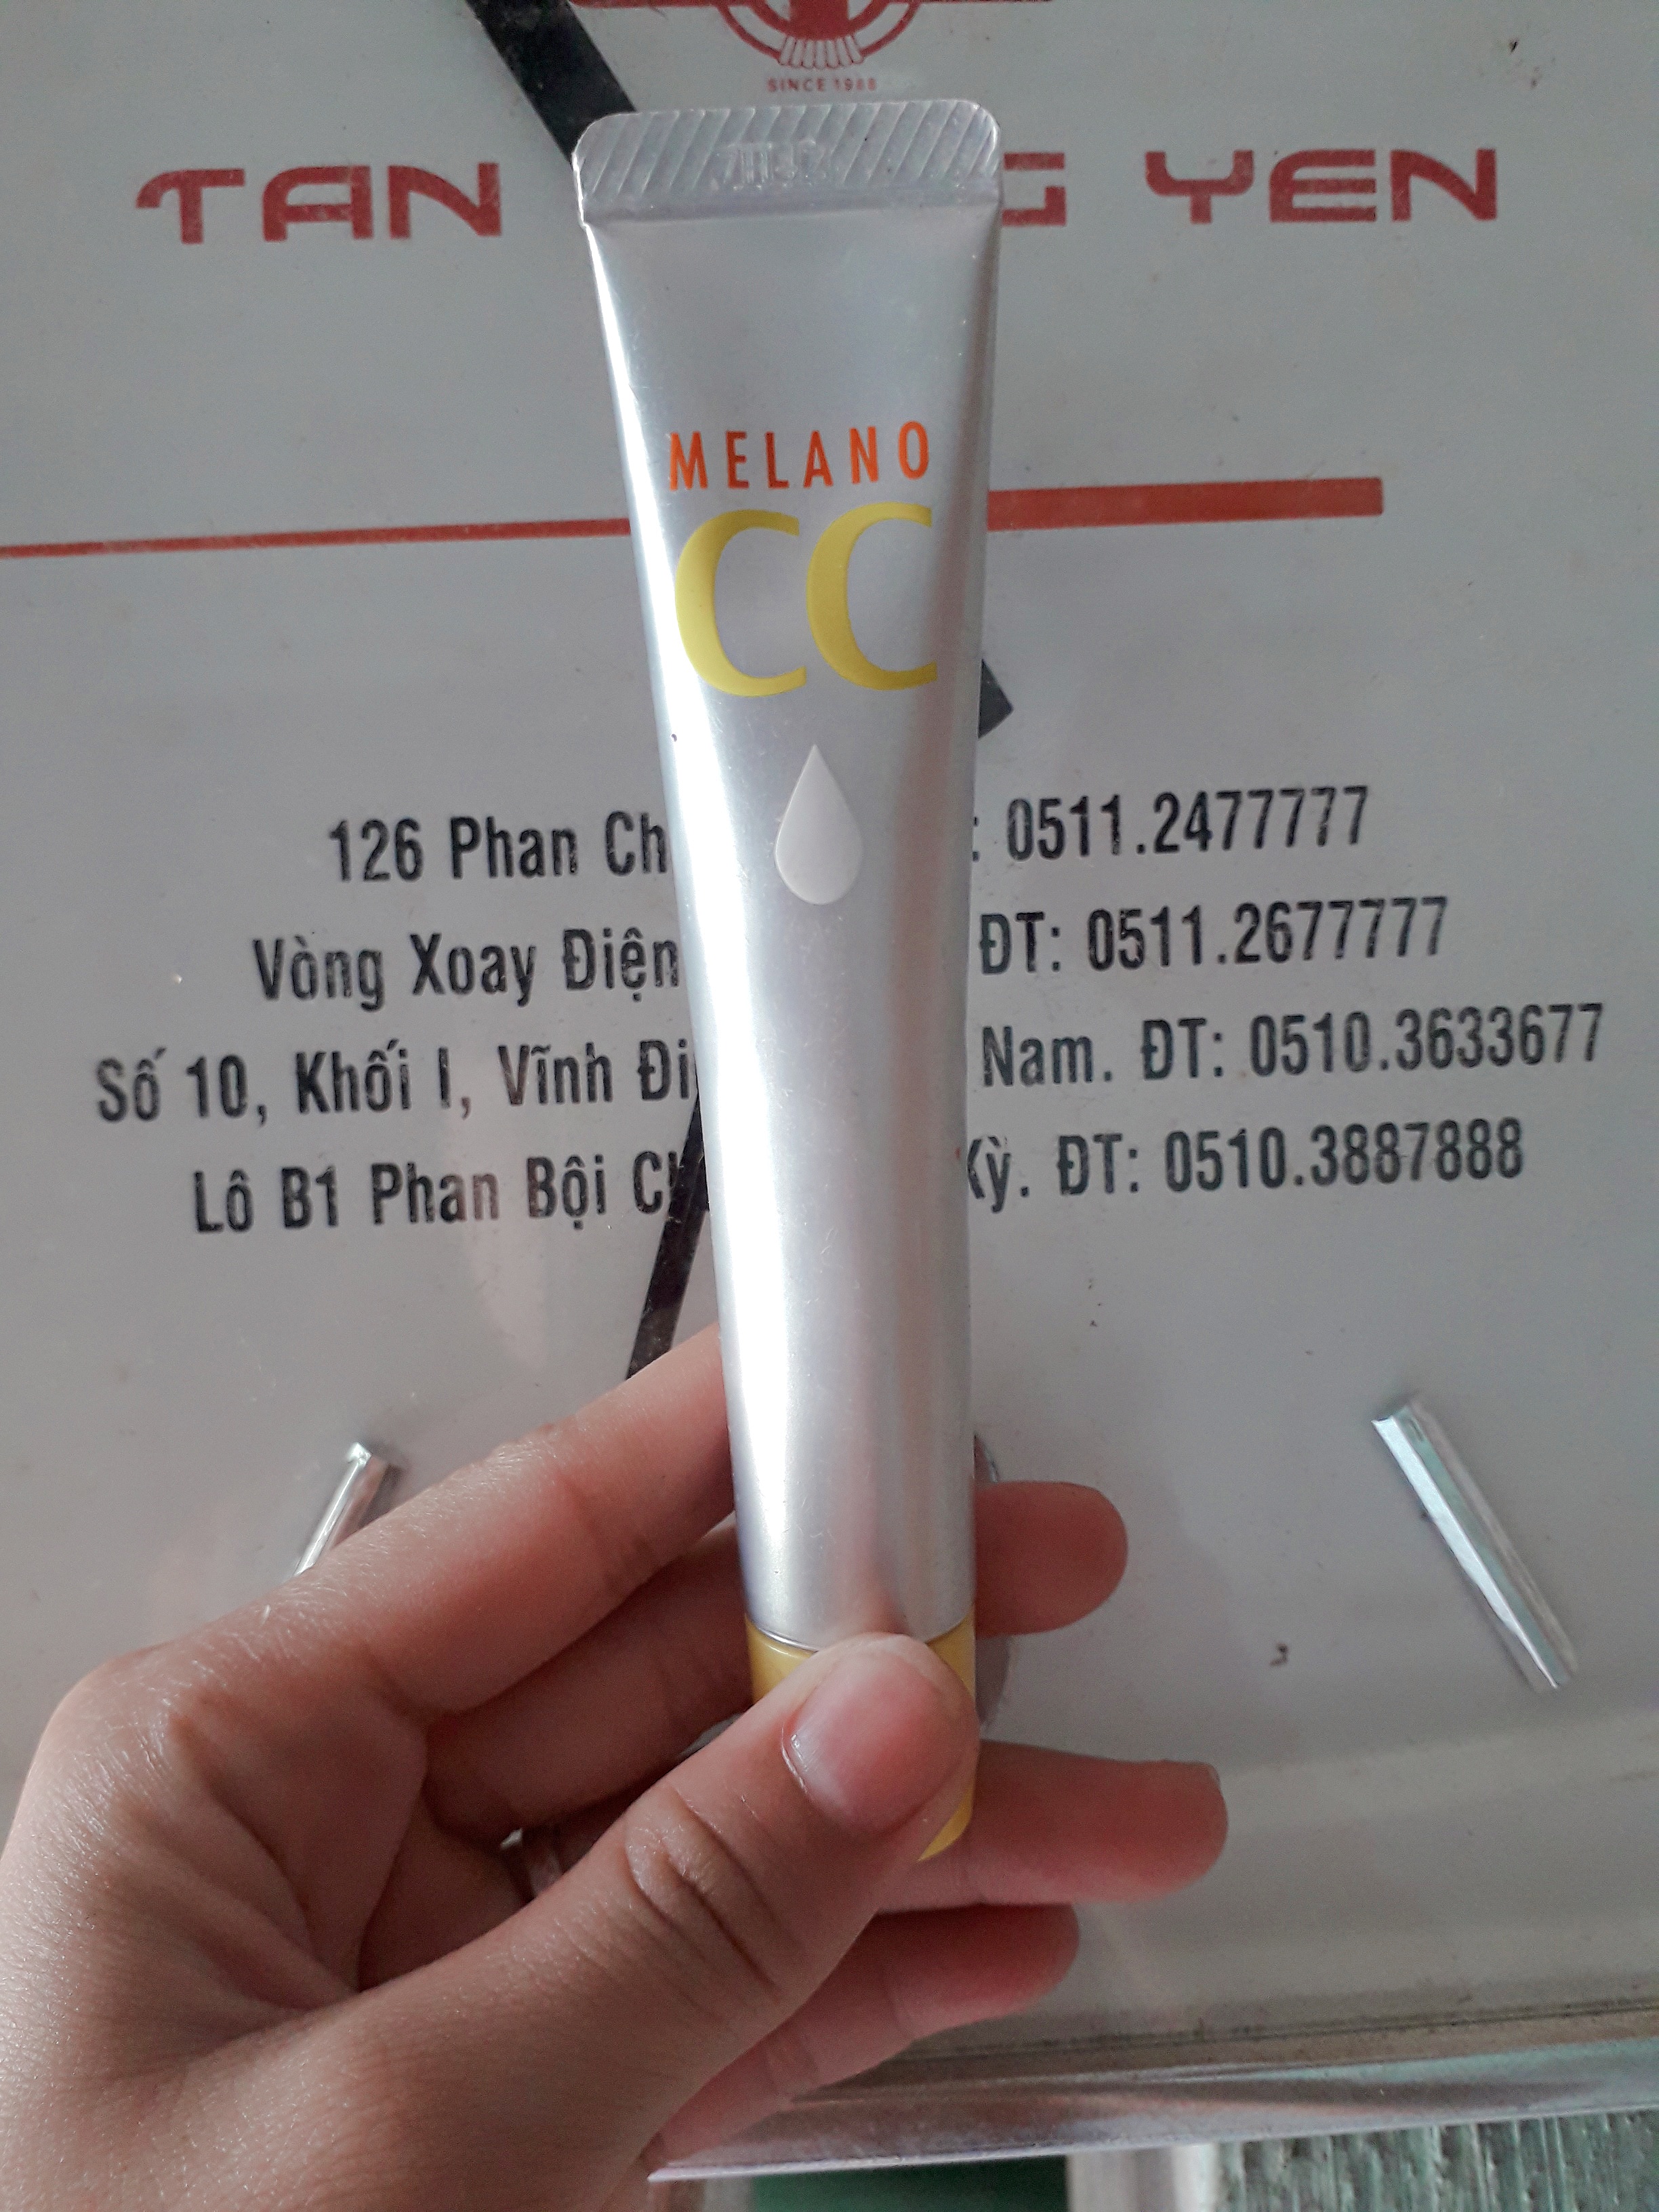 SINCE 1988
TAN G YEN
MELANO
CC
126 Phan Ch : 0511.2477777
Vòng Xoay Điện ĐT: 0511.2677777
Số 10, Khối I, Vĩnh Đi Nam. ĐT: 0510.3633677
Lô B1 Phan Bội Ch Kỳ. ĐT: 0510.3887888